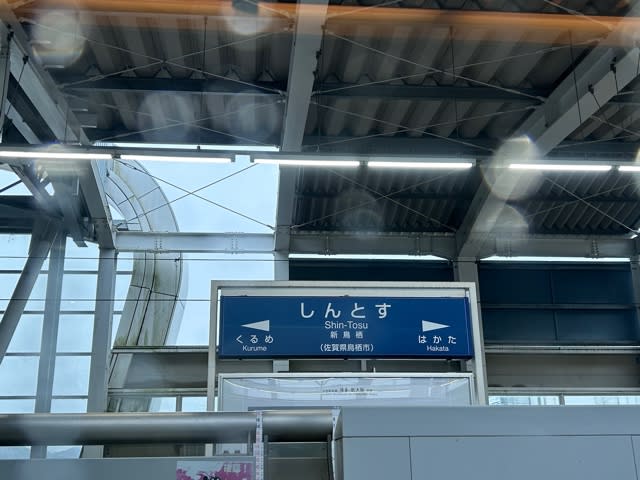 しんとす
Shin-Tosu
新鳥栖
(佐賀県鳥栖市)
くるめ
Kurume
はかた
Hakata